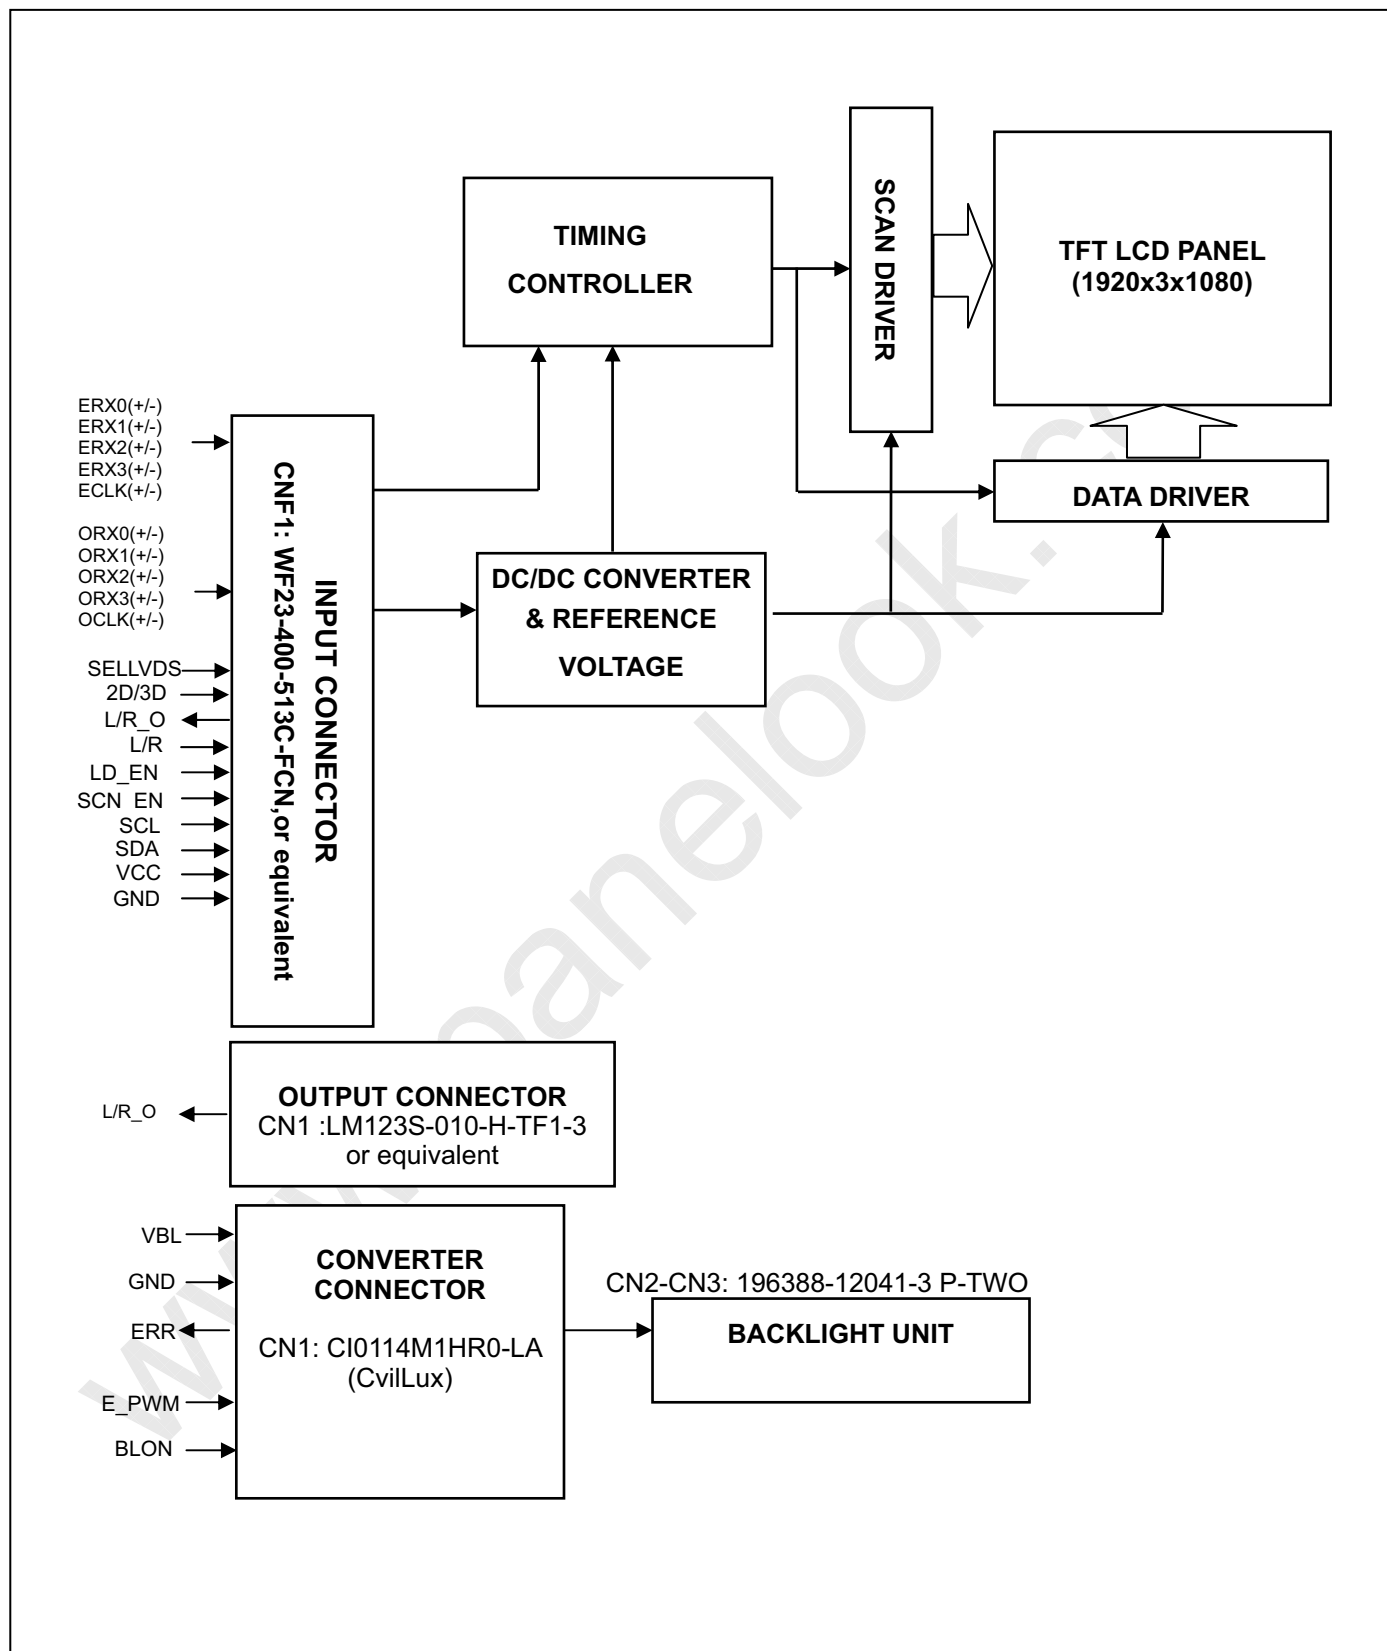 TIMING
CONTROLLER
SCAN DRIVER
TFT LCD PANEL
(1920x3x1080)
ERX0(+/-)
ERX1(+/-)
ERX2(+/-)
ERX3(+/-)
ECLK(+/-)
ORX0(+/-)
ORX1(+/-)
ORX2(+/-)
ORX3(+/-)
OCLK(+/-)
SELLVDS
2D/3D
L/R_O
L/R
LD_EN
SCN_EN
SCL
SDA
VCC
GND
INPUT CONNECTOR
CNF1: WF23-400-513C-FCN,or equivalent
DC/DC CONVERTER
& REFERENCE
VOLTAGE
DATA DRIVER
L/R_O
OUTPUT CONNECTOR
CN1 :LM123S-010-H-TF1-3
or equivalent
VBL
GND
ERR
E_PWM
BLON
CONVERTER
CONNECTOR
CN1: CI0114M1HR0-LA
(CvilLux)
CN2-CN3: 196388-12041-3 P-TWO
BACKLIGHT UNIT